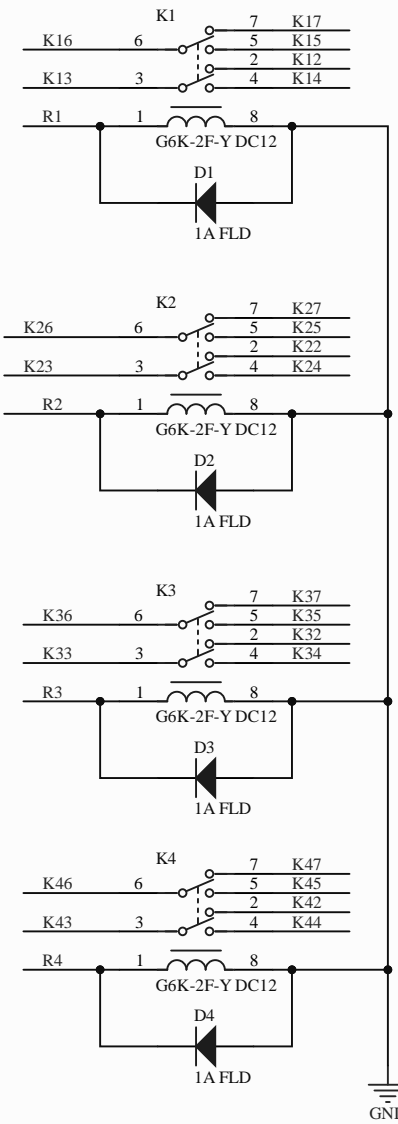 K1
7 K17
K16 6 5 K15
2 K12
K13 3 4 K14
R1 1 8
G6K-2F-Y DC12
D1
1A FLD
K2
7 K27
K26 6 5 K25
2 K22
K23 3 4 K24
R2 1 8
G6K-2F-Y DC12
D2
1A FLD
K3
7 K37
K36 6 5 K35
2 K32
K33 3 4 K34
R3 1 8
G6K-2F-Y DC12
D3
1A FLD
K4
7 K47
K46 6 5 K45
2 K42
K43 3 4 K44
R4 1 8
G6K-2F-Y DC12
D4
1A FLD